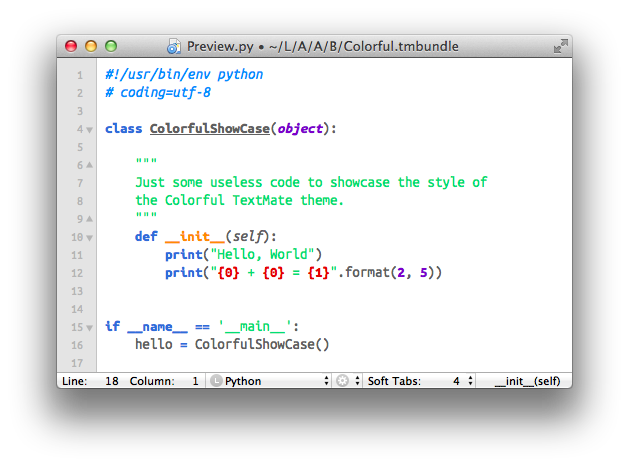 Preview.py • ~/L/A/A/B/Colorful.tmbundle
1 #!/usr/bin/env python
2 # coding=utf-8
3
4 class ColorfulShowCase(object):
5
6 """
7 Just some useless code to showcase the style of
8 the Colorful TextMate theme.
9 """
10 def __init__(self):
11 print("Hello, World")
12 print("{0} + {0} = {1}".format(2, 5))
13
14
15 if __name__ == '__main__':
16 hello = ColorfulShowCase()
17
Line: 18 Column: 1 L Python Soft Tabs: 4 __init__(self)